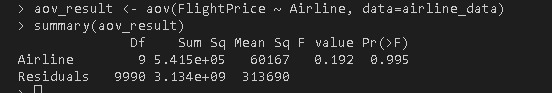 > aov_result <- aov(FlightPrice ~ Airline, data=airline_data)
> summary(aov_result)
Df Sum Sq Mean Sq F value Pr(>F)
Airline 9 5.415e+05 60167 0.192 0.995
Residuals 9990 3.134e+09 313690
>